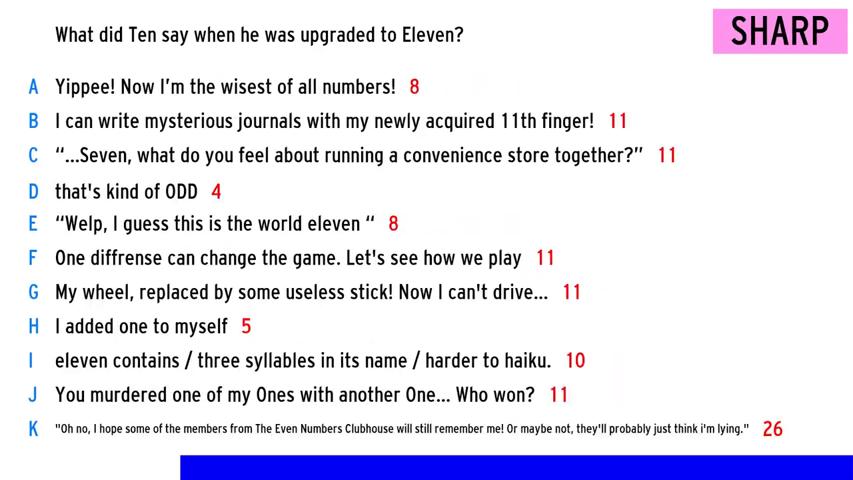 What did Ten say when he was upgraded to Eleven?
SHARP
A Yippee! Now I'm the wisest of all numbers! 8
B I can write mysterious journals with my newly acquired 11th finger! 11
C “...Seven, what do you feel about running a convenience store together?” 11
D that's kind of ODD 4
E “Welp, I guess this is the world eleven “ 8
F One diffrense can change the game. Let's see how we play 11
G My wheel, replaced by some useless stick! Now I can't drive... 11
H I added one to myself 5
I eleven contains / three syllables in its name / harder to haiku. 10
J You murdered one of my Ones with another One... Who won? 11
K "Oh no, I hope some of the members from The Even Numbers Clubhouse will still remember me! Or maybe not, they'll probably just think i'm lying." 26